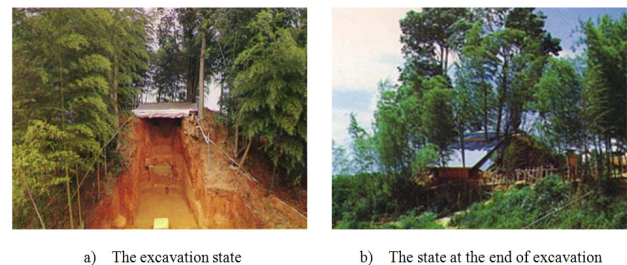 a) The excavation state
b) The state at the end of excavation